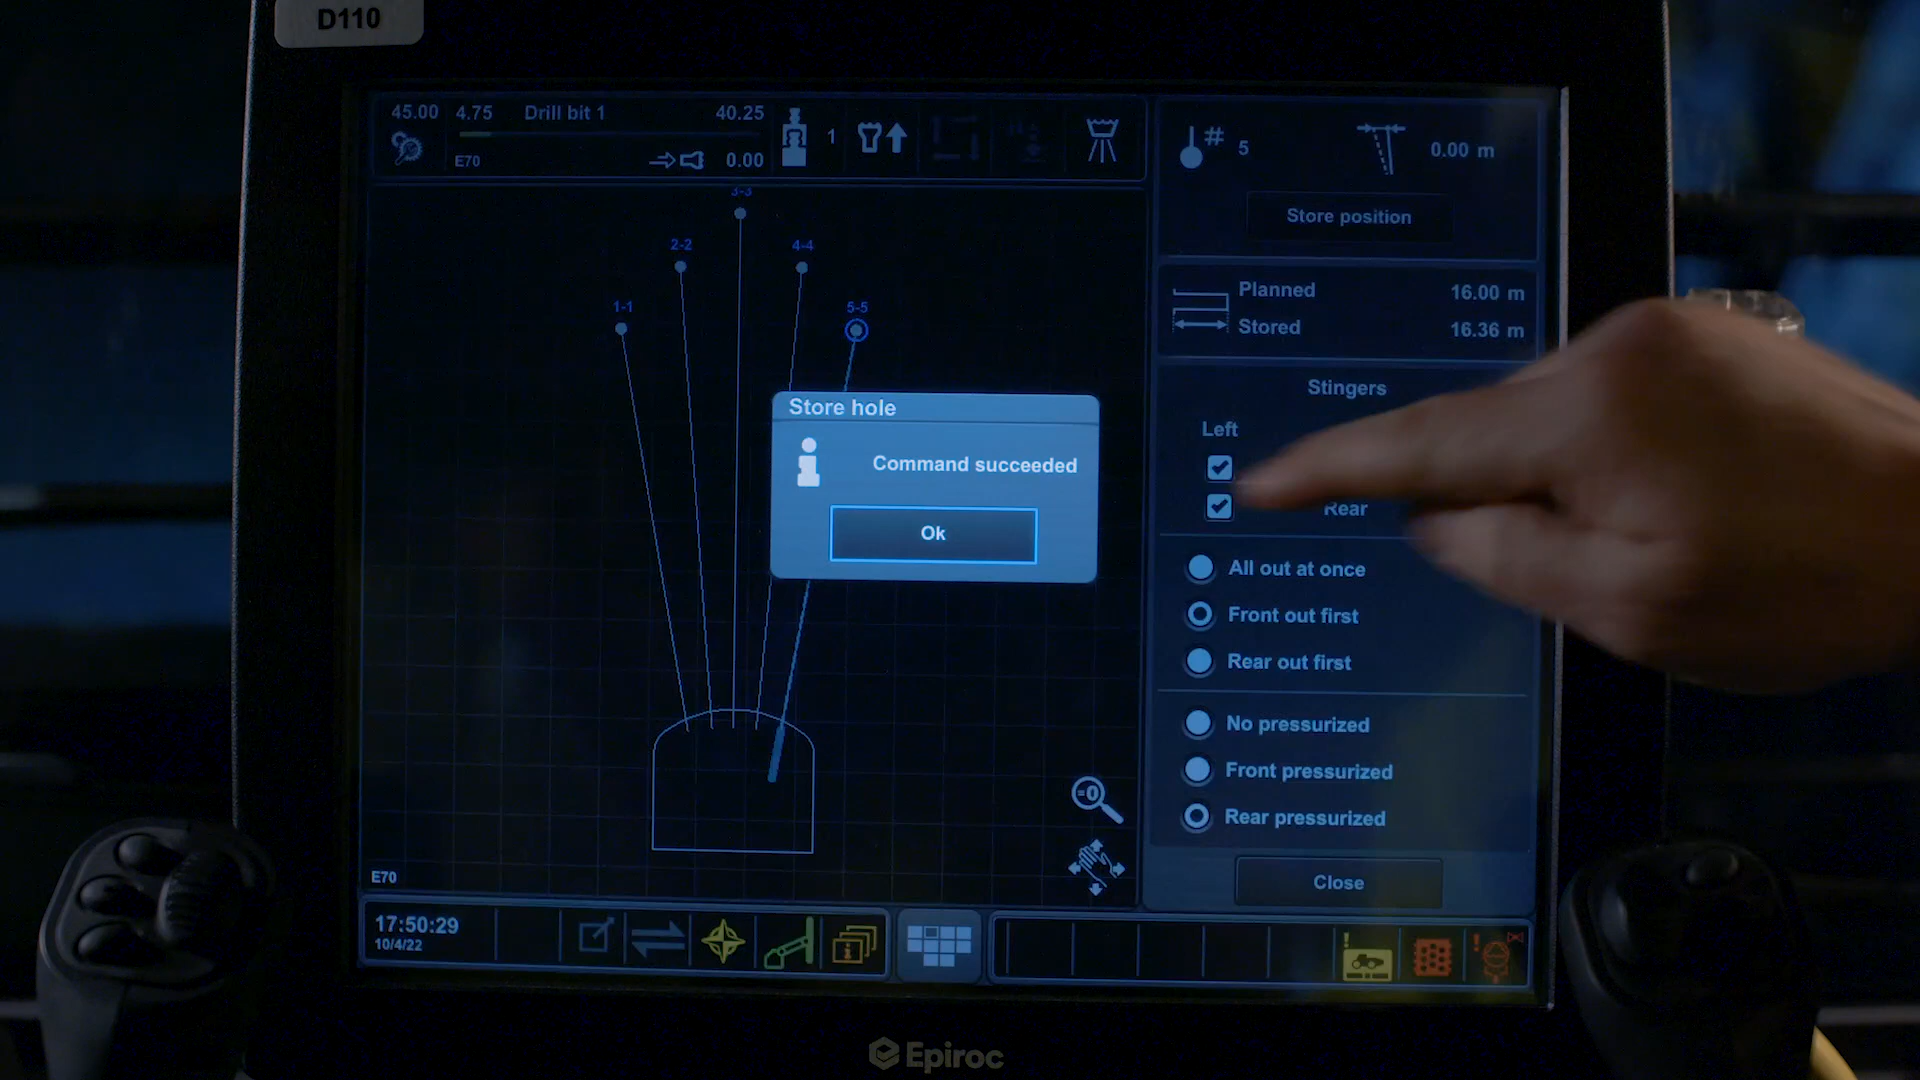 D110
45.00 4.75 Drill bit 1 40.25
E70 0.00
1
# 5 0.00 m
Store position
Planned 16.00 m
Stored 16.36 m
Stingers
Left
Rear
All out at once
Front out first
Rear out first
No pressurized
Front pressurized
Rear pressurized
Close
3-3
2-2
4-4
1-1
5-5
Store hole
Command succeeded
Ok
=0
E70
17:50:29
10/4/22
Epiroc